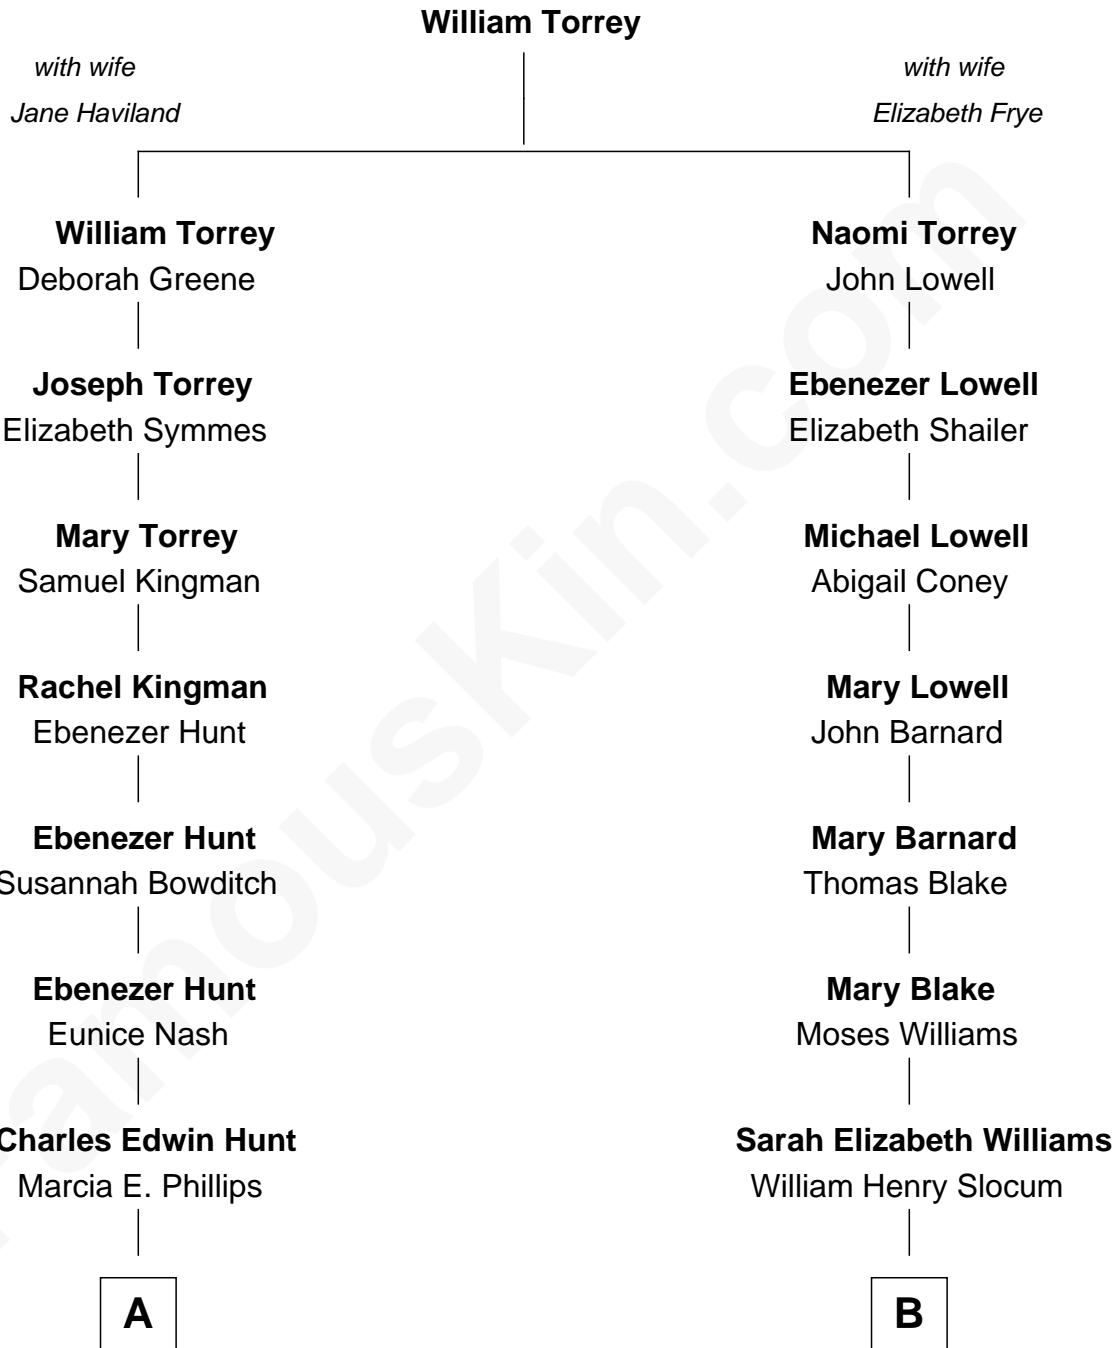 William Torrey
with wife
Jane Haviland
with wife
Elizabeth Frye
William Torrey
Deborah Greene
Joseph Torrey
Elizabeth Symmes
Mary Torrey
Samuel Kingman
Rachel Kingman
Ebenezer Hunt
Ebenezer Hunt
Susannah Bowditch
Ebenezer Hunt
Eunice Nash
Charles Edwin Hunt
Marcia E. Phillips
A
Naomi Torrey
John Lowell
Ebenezer Lowell
Elizabeth Shailer
Michael Lowell
Abigail Coney
Mary Lowell
John Barnard
Mary Barnard
Thomas Blake
Mary Blake
Moses Williams
Sarah Elizabeth Williams
William Henry Slocum
B
FamousKin.com